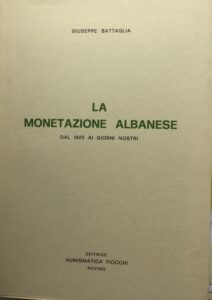 GIUSEPPE BATTAGLIA
LA
MONETAZIONE ALBANESE
DAL 1925 AI GIORNI NOSTRI
EDITRICE
NUMISMATICA FIOCCHI
ROVIGO